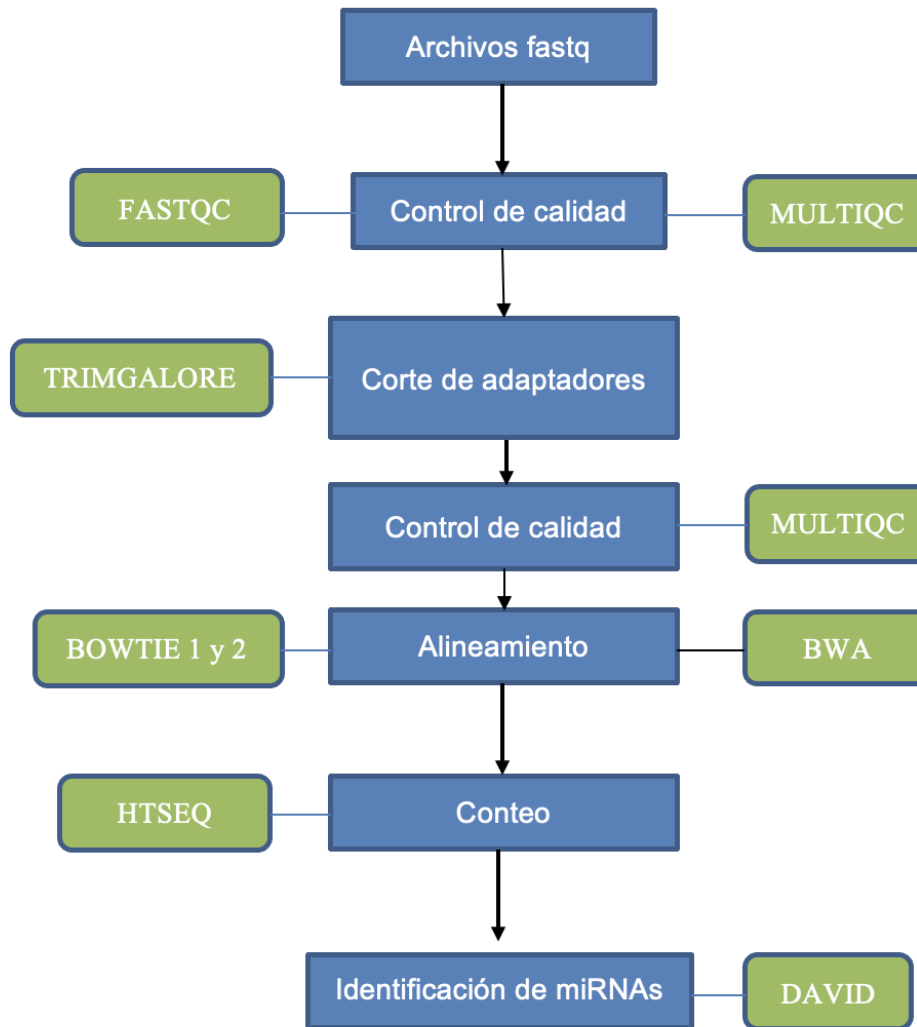 Archivos fastq
FASTQC
Control de calidad
MULTIQC
TRIMGALORE
Corte de adaptadores
Control de calidad
MULTIQC
BOWTIE 1 y 2
Alineamiento
BWA
HTSEQ
Conteo
Identificación de miRNAs
DAVID